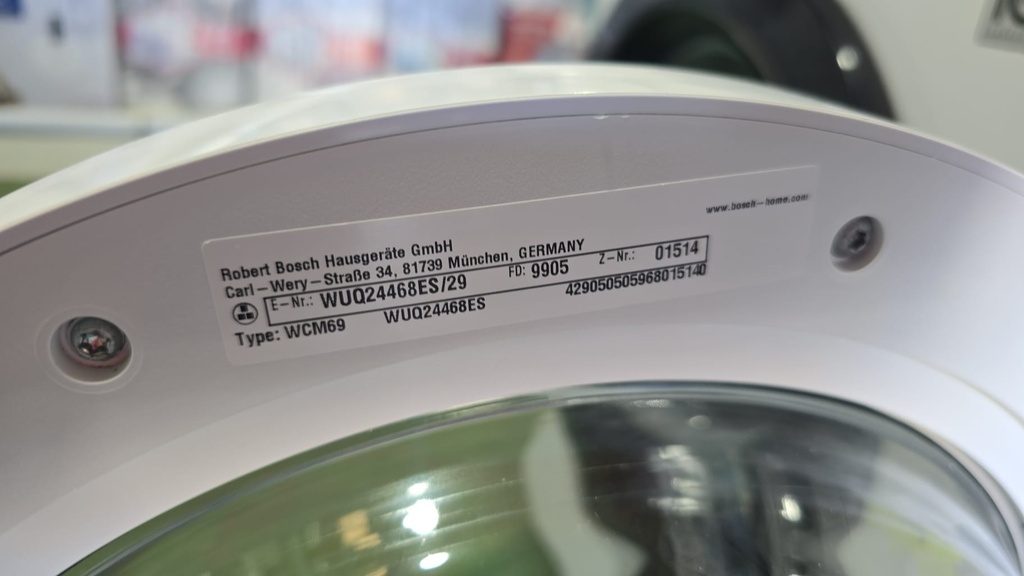 www.bosch-home.com
Robert Bosch Hausgeräte GmbH
Carl-Wery-Straße 34, 81739 München, GERMANY
E-Nr.: WUQ24468ES/29 FD: 9905 Z-Nr.: 01514
Type: WCM69 WUQ24468ES 429050505968015140